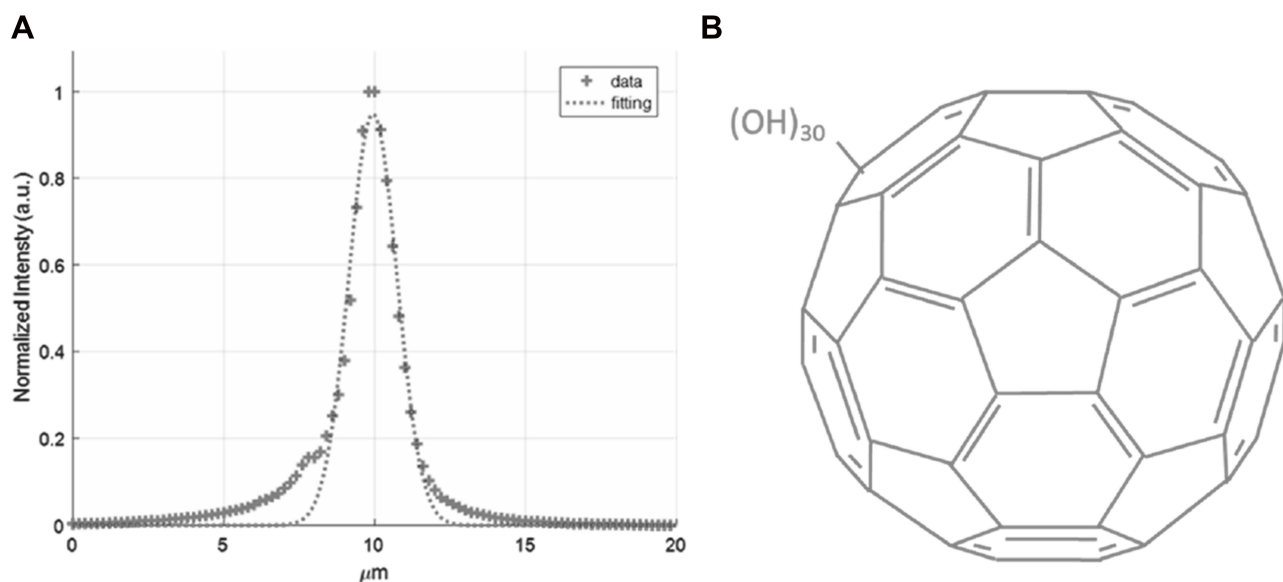 A
B
Normalized Intensty (a.u.)
1
0.8
0.6
0.4
0.2
0
0 5 10 15 20
μm
data
fitting
(OH)30